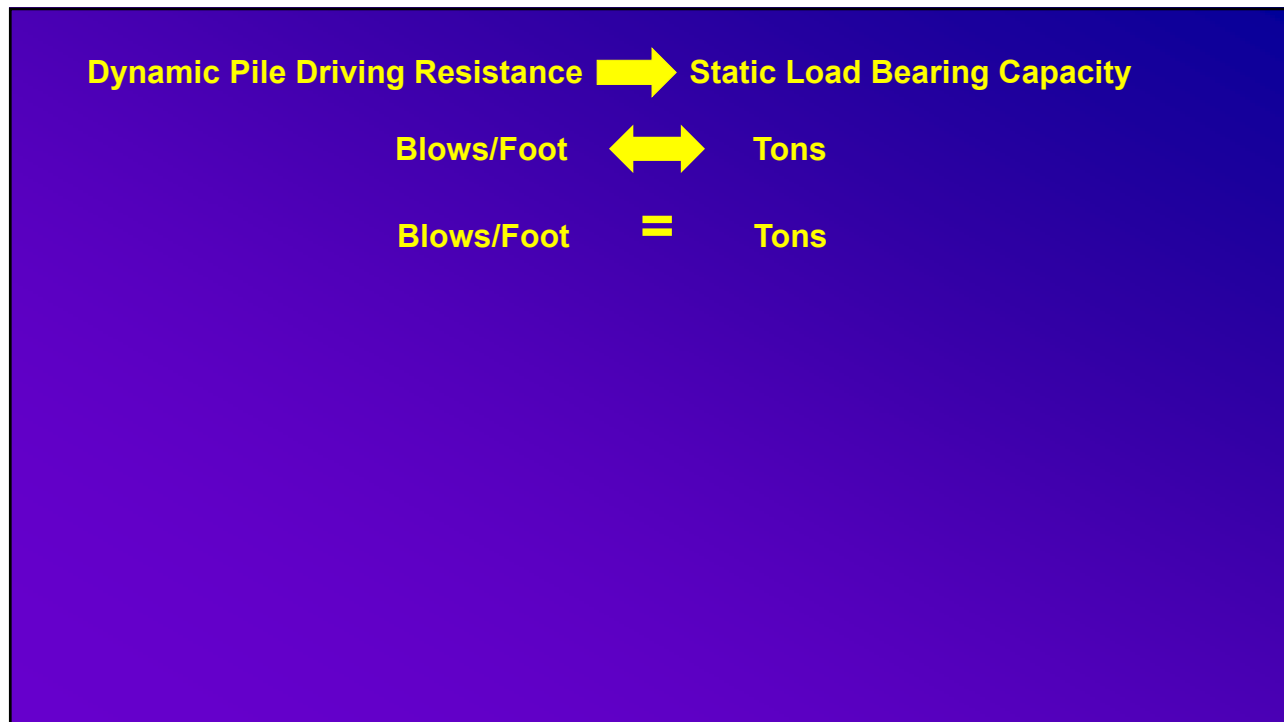 Dynamic Pile Driving Resistance Static Load Bearing Capacity
Blows/Foot Tons
Blows/Foot = Tons